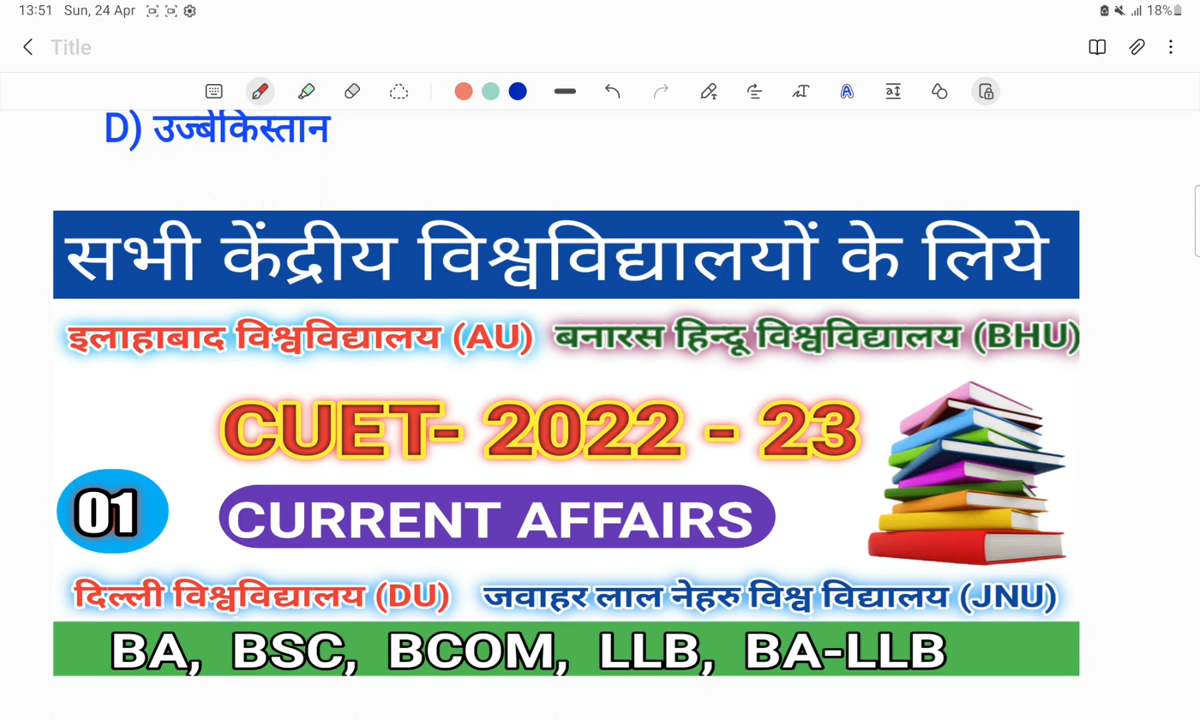 13:51 Sun, 24 Apr 18%
Title
D) उज्बेकिस्तान
सभी केंद्रीय विश्वविद्यालयों के लिये
इलाहाबाद विश्वविद्यालय (AU) बनारस हिन्दू विश्वविद्यालय (BHU)
CUET- 2022 - 23
01 CURRENT AFFAIRS
दिल्ली विश्वविद्यालय (DU) जवाहर लाल नेहरु विश्व विद्यालय (JNU)
BA, BSC, BCOM, LLB, BA-LLB